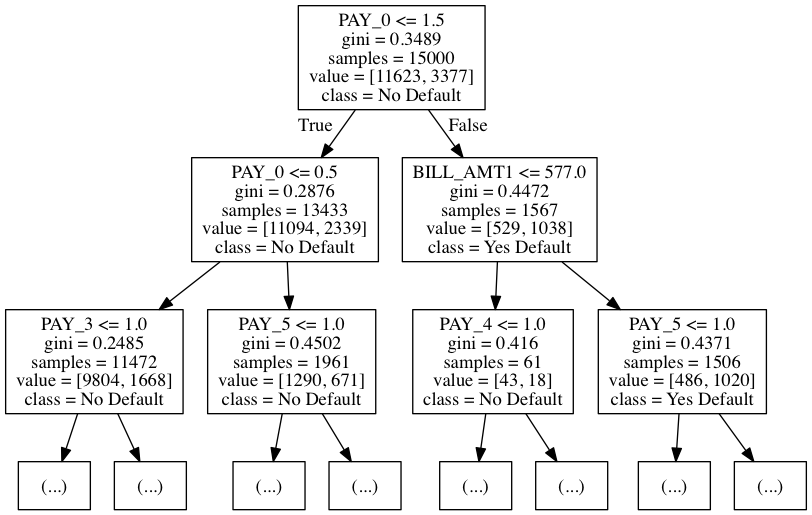 PAY_0 <= 1.5
gini = 0.3489
samples = 15000
value = [11623, 3377]
class = No Default
True
False
PAY_0 <= 0.5
gini = 0.2876
samples = 13433
value = [11094, 2339]
class = No Default
BILL_AMT1 <= 577.0
gini = 0.4472
samples = 1567
value = [529, 1038]
class = Yes Default
PAY_3 <= 1.0
gini = 0.2485
samples = 11472
value = [9804, 1668]
class = No Default
PAY_5 <= 1.0
gini = 0.4502
samples = 1961
value = [1290, 671]
class = No Default
PAY_4 <= 1.0
gini = 0.416
samples = 61
value = [43, 18]
class = No Default
PAY_5 <= 1.0
gini = 0.4371
samples = 1506
value = [486, 1020]
class = Yes Default
(...)
(...)
(...)
(...)
(...)
(...)
(...)
(...)